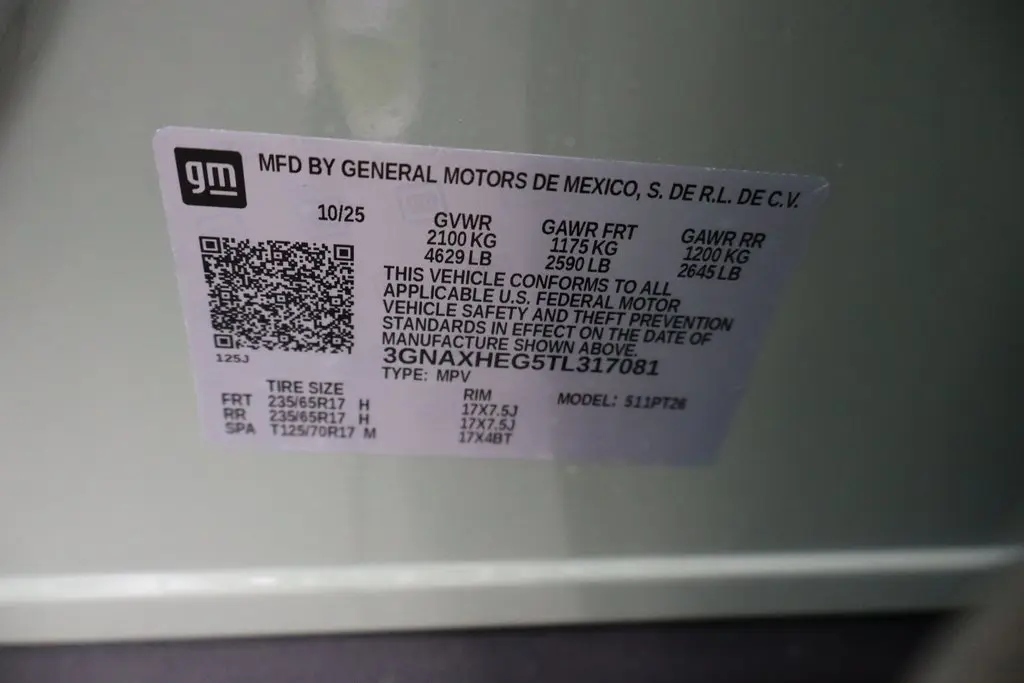 gm MFD BY GENERAL MOTORS DE MEXICO, S. DE R.L. DE C.V.
10/25
GVWR GAWR FRT GAWR RR
2100 KG 1175 KG 1200 KG
4629 LB 2590 LB 2645 LB
THIS VEHICLE CONFORMS TO ALL
APPLICABLE U.S. FEDERAL MOTOR
VEHICLE SAFETY AND THEFT PREVENTION
STANDARDS IN EFFECT ON THE DATE OF
MANUFACTURE SHOWN ABOVE.
3GNAXHEG5TL317081
TYPE: MPV
125J
TIRE SIZE RIM MODEL: 511PT26
FRT 235/65R17 H 17X7.5J
RR 235/65R17 H 17X7.5J
SPA T125/70R17 M 17X4BT